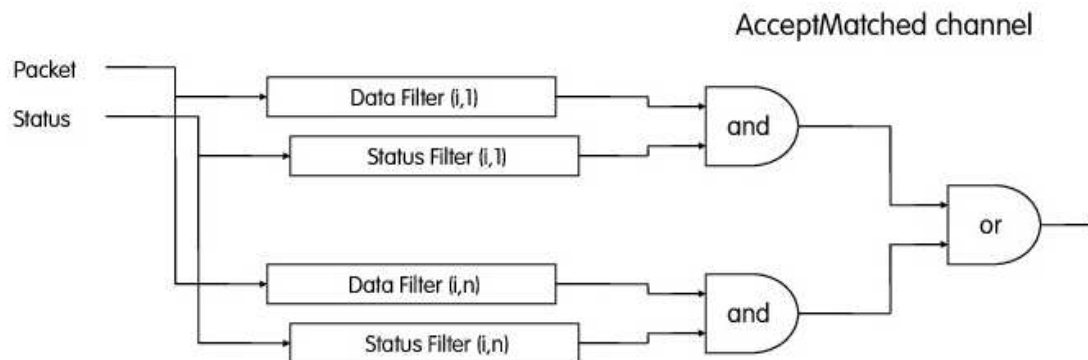 AcceptMatched channel
Packet
Status
Data Filter (i,1)
Status Filter (i,1)
and
or
Data Filter (i,n)
Status Filter (i,n)
and